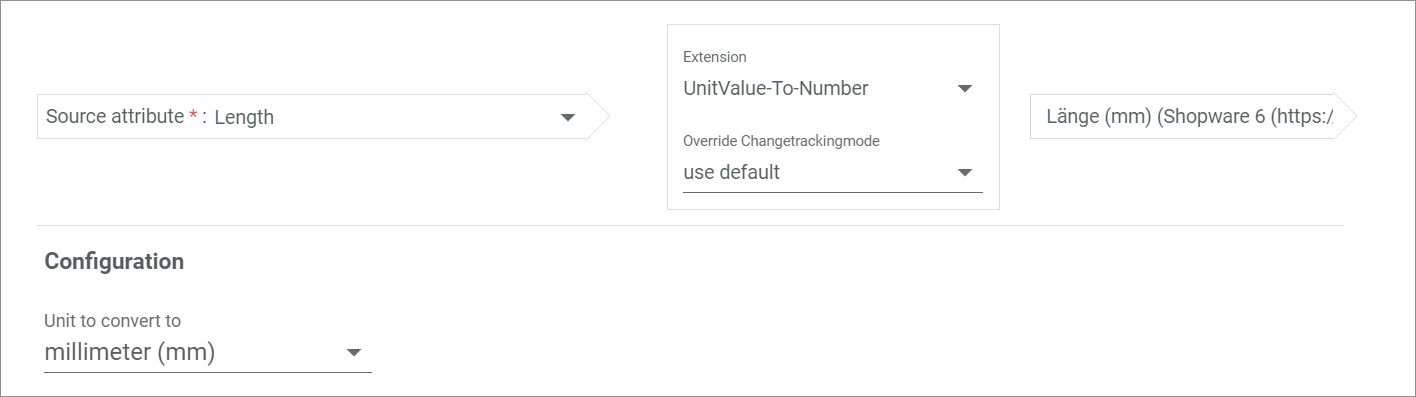 Source attribute * : Length
Extension
UnitValue-To-Number
Override Changetrackingmode
use default
Länge (mm) (Shopware 6 (https:/
Configuration
Unit to convert to
millimeter (mm)